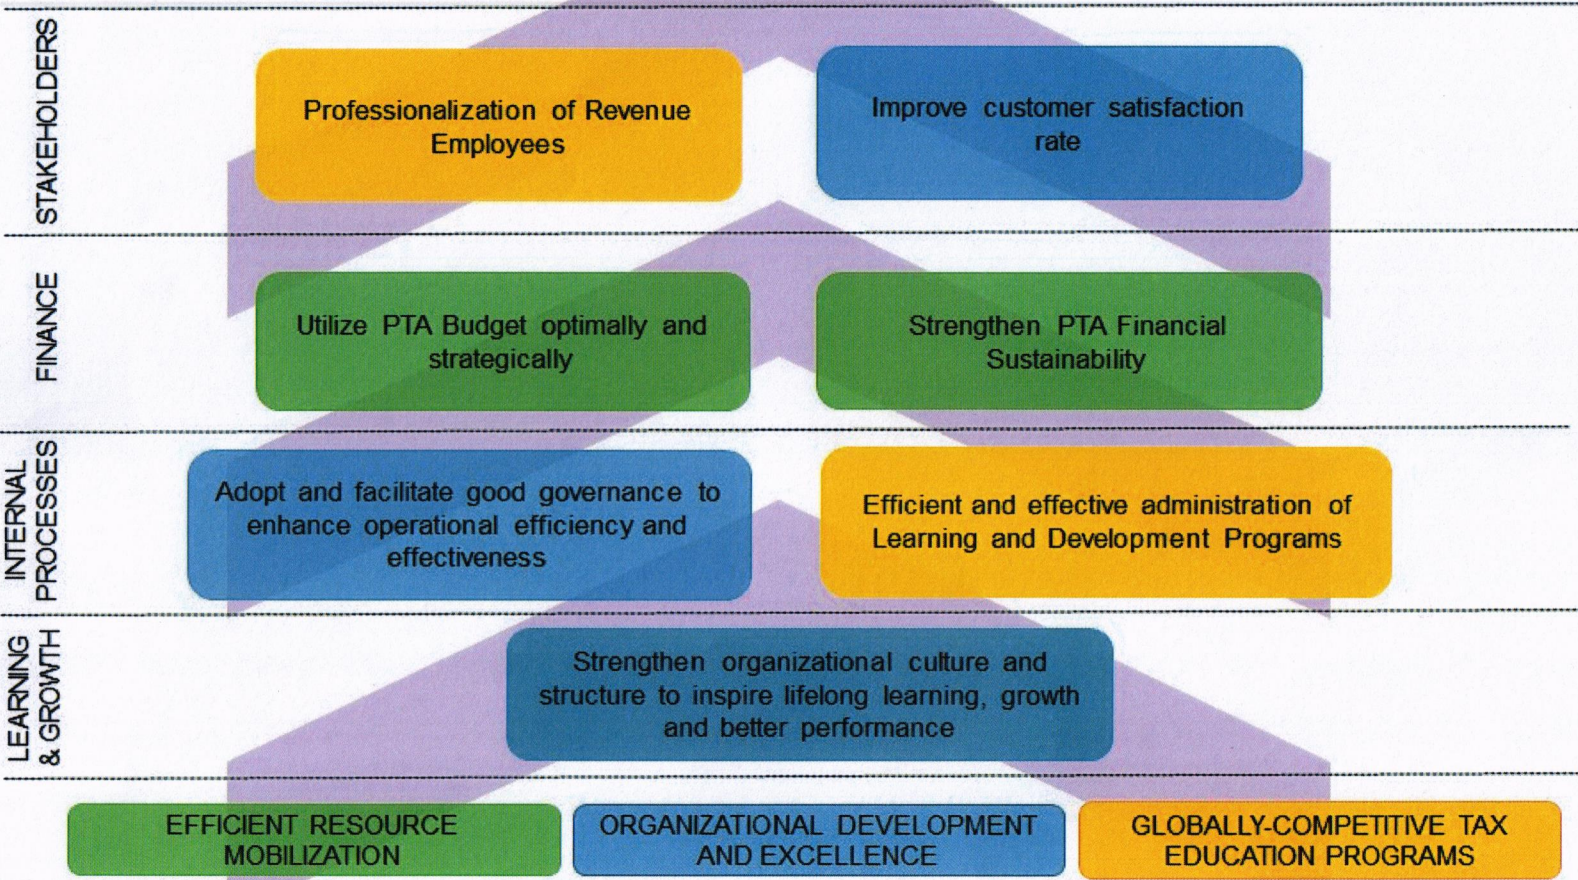 STAKEHOLDERS
Professionalization of Revenue
Employees
Improve customer satisfaction
rate
FINANCE
Utilize PTA Budget optimally and
strategically
Strengthen PTA Financial
Sustainability
INTERNAL
PROCESSES
Adopt and facilitate good governance to
enhance operational efficiency and
effectiveness
Efficient and effective administration of
Learning and Development Programs
LEARNING
& GROWTH
Strengthen organizational culture and
structure to inspire lifelong learning, growth
and better performance
EFFICIENT RESOURCE
MOBILIZATION
ORGANIZATIONAL DEVELOPMENT
AND EXCELLENCE
GLOBALLY-COMPETITIVE TAX
EDUCATION PROGRAMS